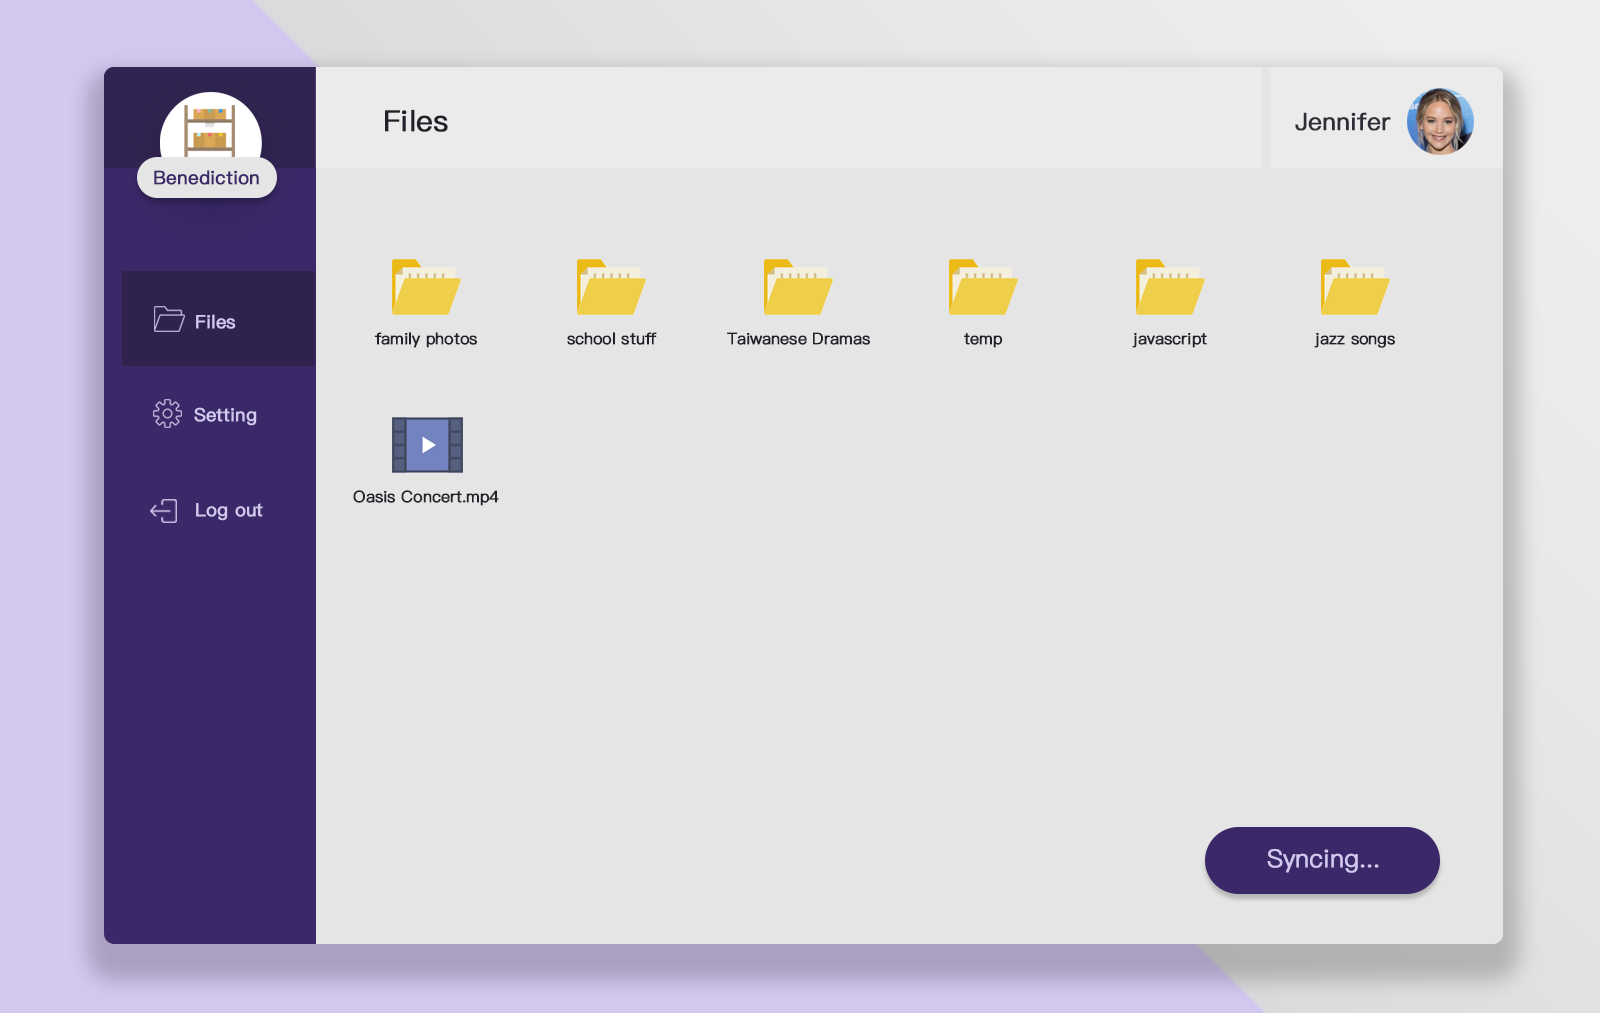 Benediction
Files
Setting
Log out
Files
Jennifer
family photos
school stuff
Taiwanese Dramas
temp
javascript
jazz songs
Oasis Concert.mp4
Syncing...